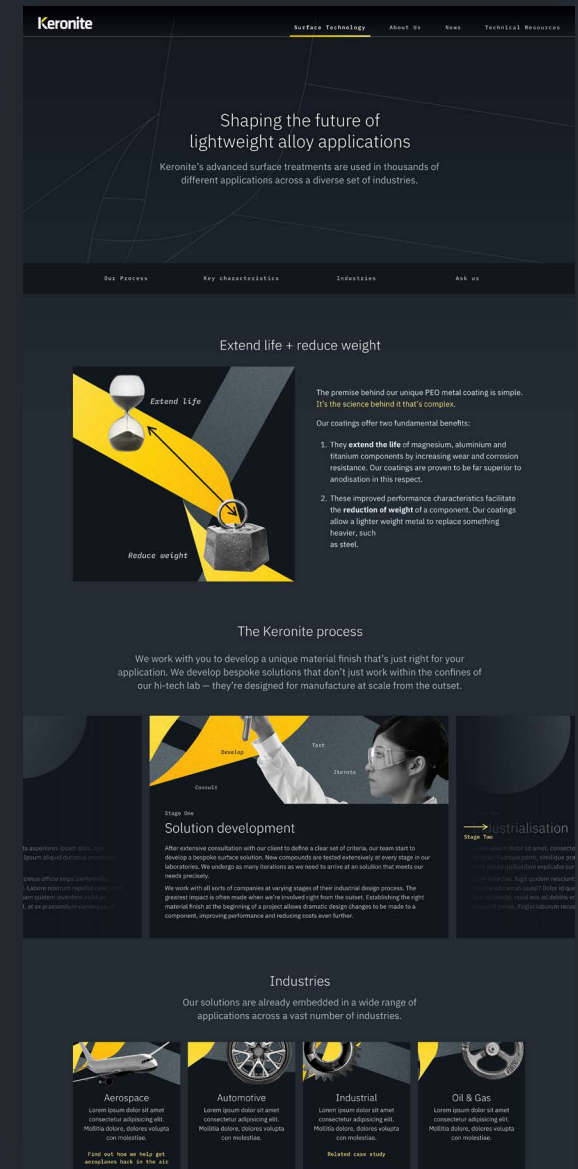 Keronite
Surface Technology
About Us
News
Technical Resources
Shaping the future of
lightweight alloy applications
Keronite's advanced surface treatments are used in thousands of
different applications across a diverse set of industries.
Our Process
Key characteristics
Industries
Ask us
Extend life + reduce weight
Extend life
Reduce weight
The premise behind our unique PEO metal coating is simple.
It's the science behind it that's complex.
Our coatings offer two fundamental benefits:
1. They extend the life of magnesium, aluminium and
titanium components by increasing wear and corrosion
resistance. Our coatings are proven to be far superior to
anodisation in this respect.
2. These improved performance characteristics facilitate
the reduction of weight of a component. Our coatings
allow a lighter weight metal to replace something
heavier, such
as steel.
The Keronite process
We work with you to develop a unique material finish that's just right for your
application. We develop bespoke solutions that don't just work within the confines of
our hi-tech lab — they're designed for manufacture at scale from the outset.
Develop
Test
Iterate
Consult
Stage One
Solution development
After extensive consultation with our client to define a clear set of criteria, our team start to
develop a bespoke surface solution. New compounds are tested extensively at every stage in our
laboratories. We undergo as many iterations as we need to arrive at an solution that meets our
needs precisely.
We work with all sorts of companies at varying stages of their industrial design process. The
greatest impact is often made when we're involved right from the outset. Establishing the right
material finish at the beginning of a project allows dramatic design changes to be made to a
component, improving performance and reducing costs even further.
Stage Two
Industries
Our solutions are already embedded in a wide range of
applications across a vast number of industries.
Aerospace
Lorem ipsum dolor sit amet
consectetur adipisicing elit.
Mollitia dolore, dolores volupta
con molestiae.
Find out how we help get
aeroplanes back in the air
Automotive
Lorem ipsum dolor sit amet
consectetur adipisicing elit.
Mollitia dolore, dolores volupta
con molestiae.
Industrial
Lorem ipsum dolor sit amet
consectetur adipisicing elit.
Mollitia dolore, dolores volupta
con molestiae.
Related case study
Oil & Gas
Lorem ipsum dolor sit amet
consectetur adipisicing elit.
Mollitia dolore, dolores volupta
con molestiae.